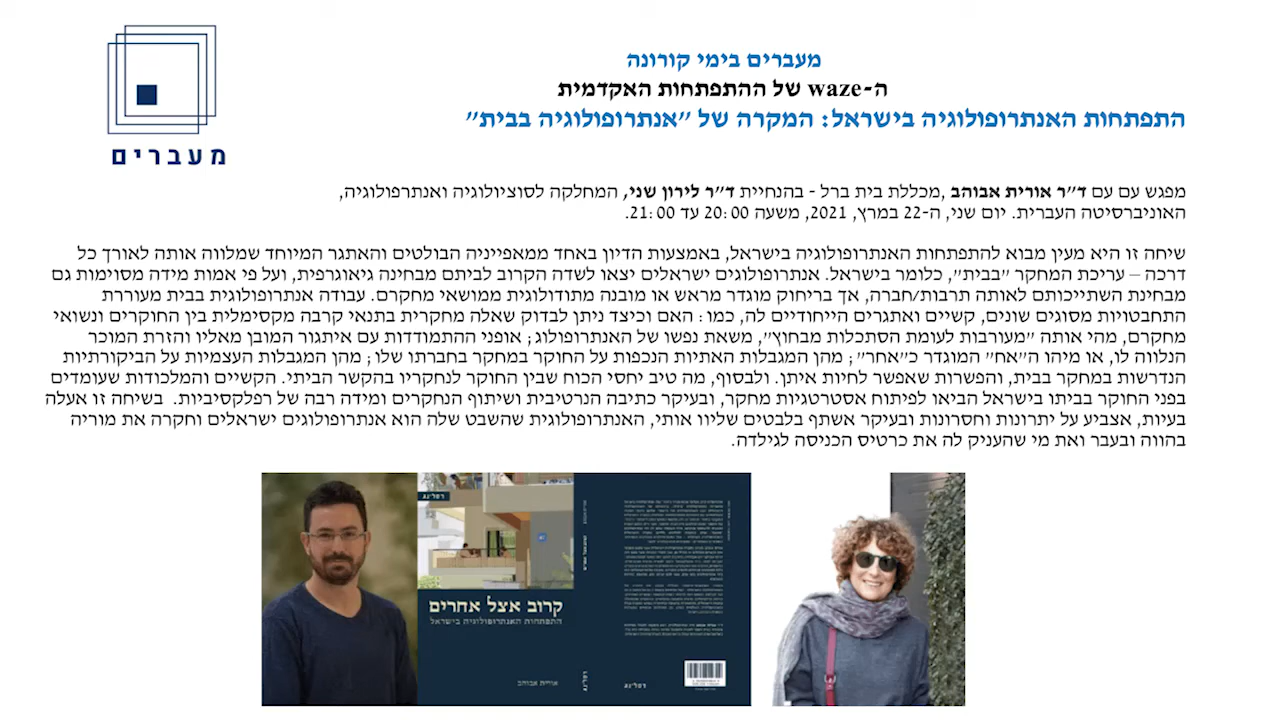 מעברים
מעברים בימי קורונה
ה-waze של ההתפתחות האקדמית
התפתחות האנתרופולוגיה בישראל: המקרה של "אנתרופולוגיה בבית"
מפגש עם עם ד"ר אורית אבוהב ,מכללת בית ברל - בהנחיית ד"ר לירון שני, המחלקה לסוציולוגיה ואנתרפולוגיה,
האוניברסיטה העברית. יום שני, ה-22 במרץ, 2021, משעה 20:00 עד 21:00.
שיחה זו היא מעין מבוא להתפתחות האנתרופולוגיה בישראל, באמצעות הדיון באחד ממאפייניה הבולטים והאתגר המיוחד שמלווה אותה לאורך כל
דרכה – עריכת המחקר "בבית", כלומר בישראל. אנתרופולוגים ישראלים יצאו לשדה הקרוב לביתם מבחינה גיאוגרפית, ועל פי אמות מידה מסוימות גם
מבחינת השתייכותם לאותה תרבות/חברה, אך בריחוק מוגדר מראש או מובנה מתודולוגית ממושאי מחקרם. עבודה אנתרופולוגית בבית מעוררת
התחבטויות מסוגים שונים, קשיים ואתגרים הייחודיים לה, כמו: האם וכיצד ניתן לבדוק שאלה מחקרית בתנאי קרבה מקסימלית בין החוקרים ונשואי
מחקרם, מהי אותה "מעורבות לעומת הסתכלות מבחוץ", משאת נפשו של האנתרופולוג; אופני ההתמודדות עם איתגור המובן מאליו והזרת המוכר
הנלווה לו, או מיהו ה"אח" המוגדר כ"אחר"; מהן המגבלות האתיות הנכפות על החוקר במחקר בחברתו שלו; מהן המגבלות העצמיות על הביקורתיות
הנדרשות במחקר בבית, והפשרות שאפשר לחיות איתן. ולבסוף, מה טיב יחסי הכוח שבין החוקר לנחקריו בהקשר הביתי. הקשיים והמלכודות שעומדים
בפני החוקר בביתו בישראל הביאו לפיתוח אסטרטגיות מחקר, ובעיקר כתיבה הנרטיבית ושיתוף הנחקרים ומידה רבה של רפלקסיביות. בשיחה זו אעלה
בעיות, אצביע על יתרונות וחסרונות ובעיקר אשתף בלבטים שליוו אותי, האנתרופולוגית שהשבט שלה הוא אנתרופולוגים ישראלים וחקרה את מוריה
בהווה ובעבר ואת מי שהעניק לה את כרטיס הכניסה לגילדה.
רסלינג
קרוב אצל אחרים
התפתחות האנתרופולוגיה בישראל
אורית אבוהב
קרוב אצל אחרים
רסלינג
רסלינג